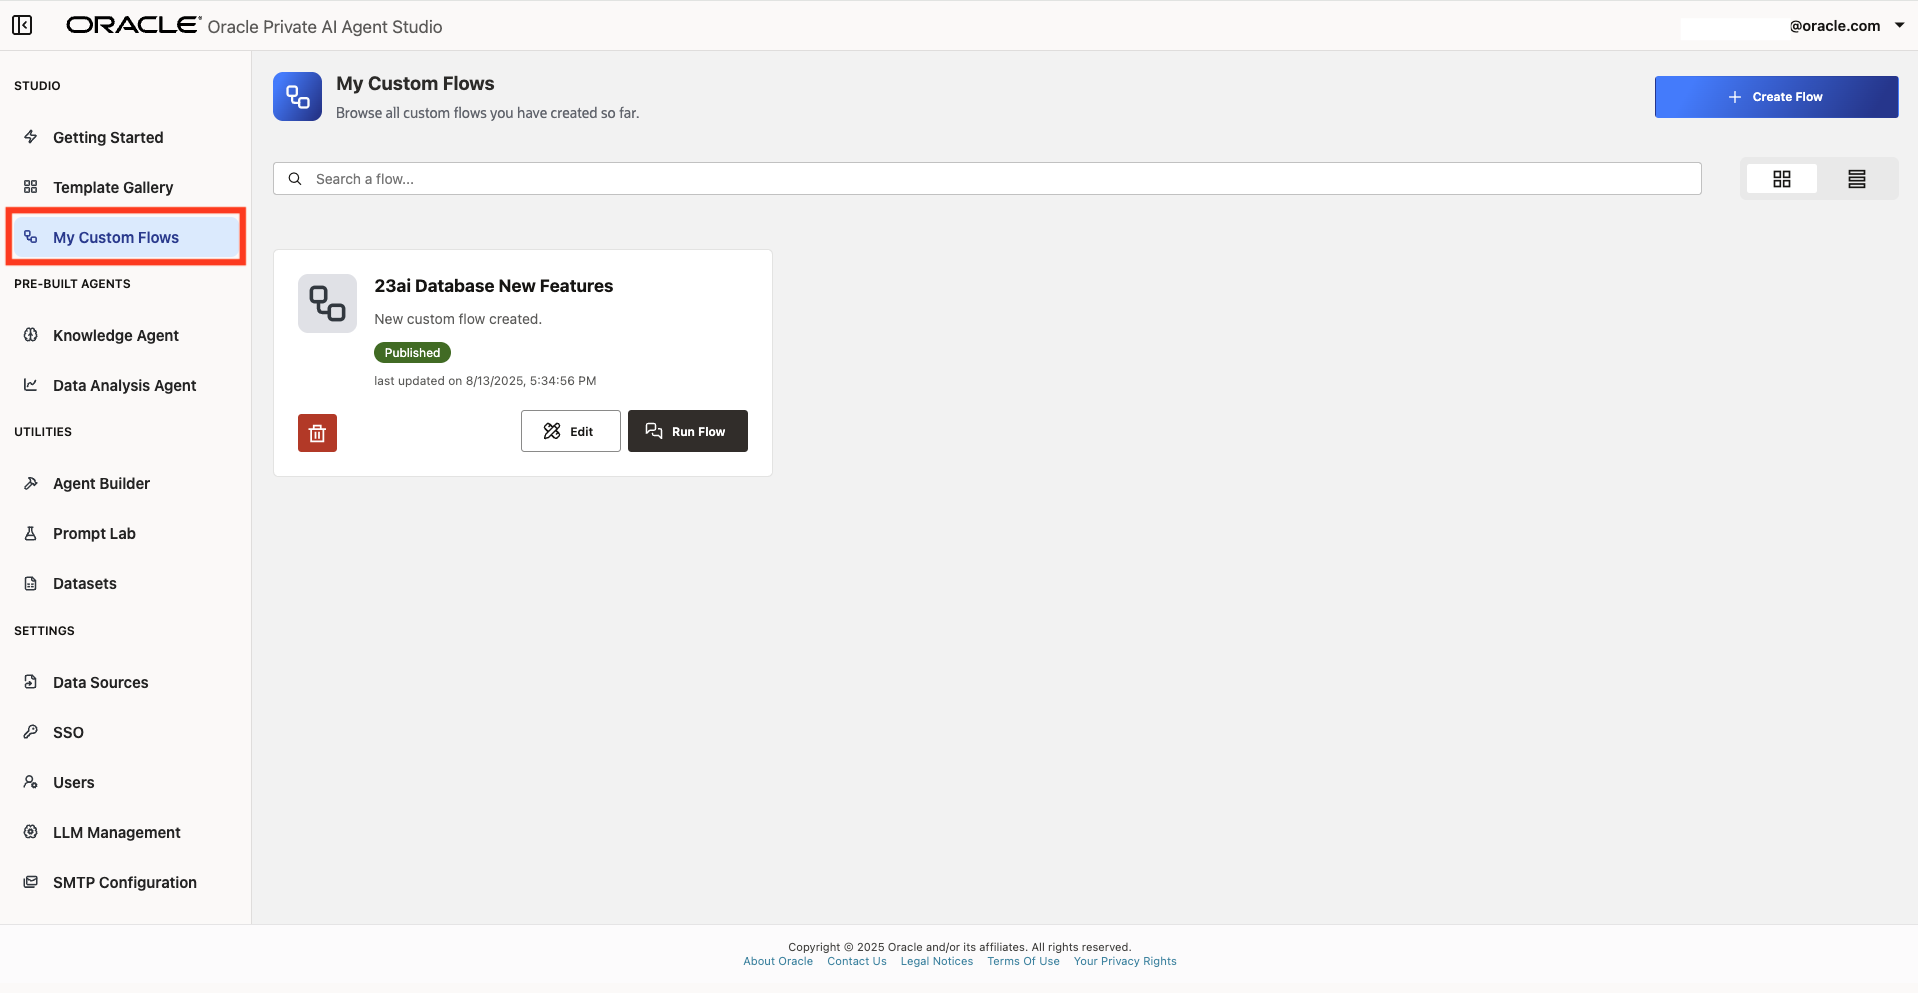 ORACLE Oracle Private AI Agent Studio
@oracle.com
STUDIO
Getting Started
Template Gallery
My Custom Flows
PRE-BUILT AGENTS
Knowledge Agent
Data Analysis Agent
UTILITIES
Agent Builder
Prompt Lab
Datasets
SETTINGS
Data Sources
SSO
Users
LLM Management
SMTP Configuration
My Custom Flows
Browse all custom flows you have created so far.
Create Flow
Search a flow...
23ai Database New Features
New custom flow created.
Published
last updated on 8/13/2025, 5:34:56 PM
Edit
Run Flow
Copyright © 2025 Oracle and/or its affiliates. All rights reserved.
About Oracle Contact Us Legal Notices Terms Of Use Your Privacy Rights